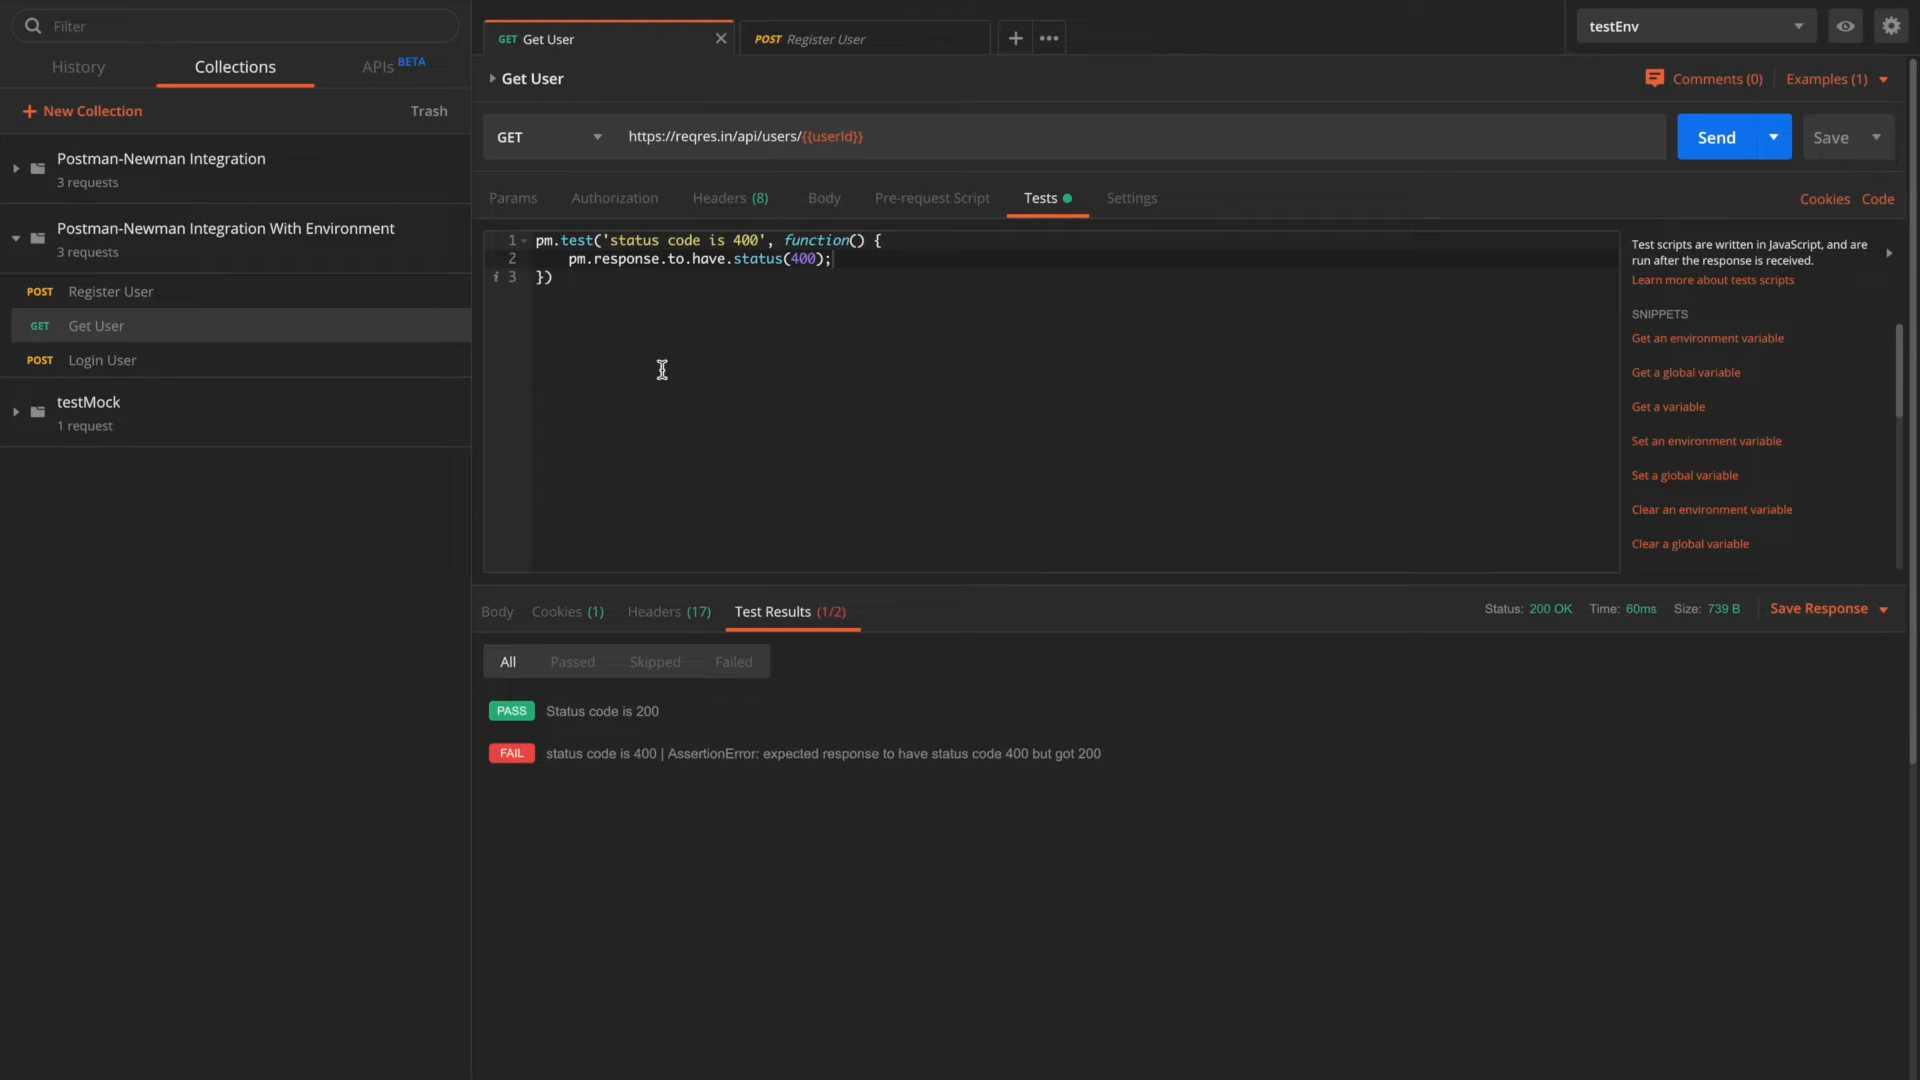 Filter
History
Collections
APIs BETA
New Collection
Trash
Postman-Newman Integration
3 requests
Postman-Newman Integration With Environment
3 requests
POST Register User
GET Get User
POST Login User
testMock
1 request
GET Get User
POST Register User
testEnv
Get User
Comments (0)
Examples (1)
GET
https://reqres.in/api/users/{{userId}}
Send
Save
Params
Authorization
Headers (8)
Body
Pre-request Script
Tests
Settings
Cookies
Code
1 pm.test('status code is 400', function() {
2 pm.response.to.have.status(400);
i 3 })
Test scripts are written in JavaScript, and are
run after the response is received.
Learn more about tests scripts
SNIPPETS
Get an environment variable
Get a global variable
Get a variable
Set an environment variable
Set a global variable
Clear an environment variable
Clear a global variable
Body
Cookies (1)
Headers (17)
Test Results (1/2)
Status: 200 OK
Time: 60ms
Size: 739 B
Save Response
All
Passed
Skipped
Failed
PASS Status code is 200
FAIL status code is 400 | AssertionError: expected response to have status code 400 but got 200